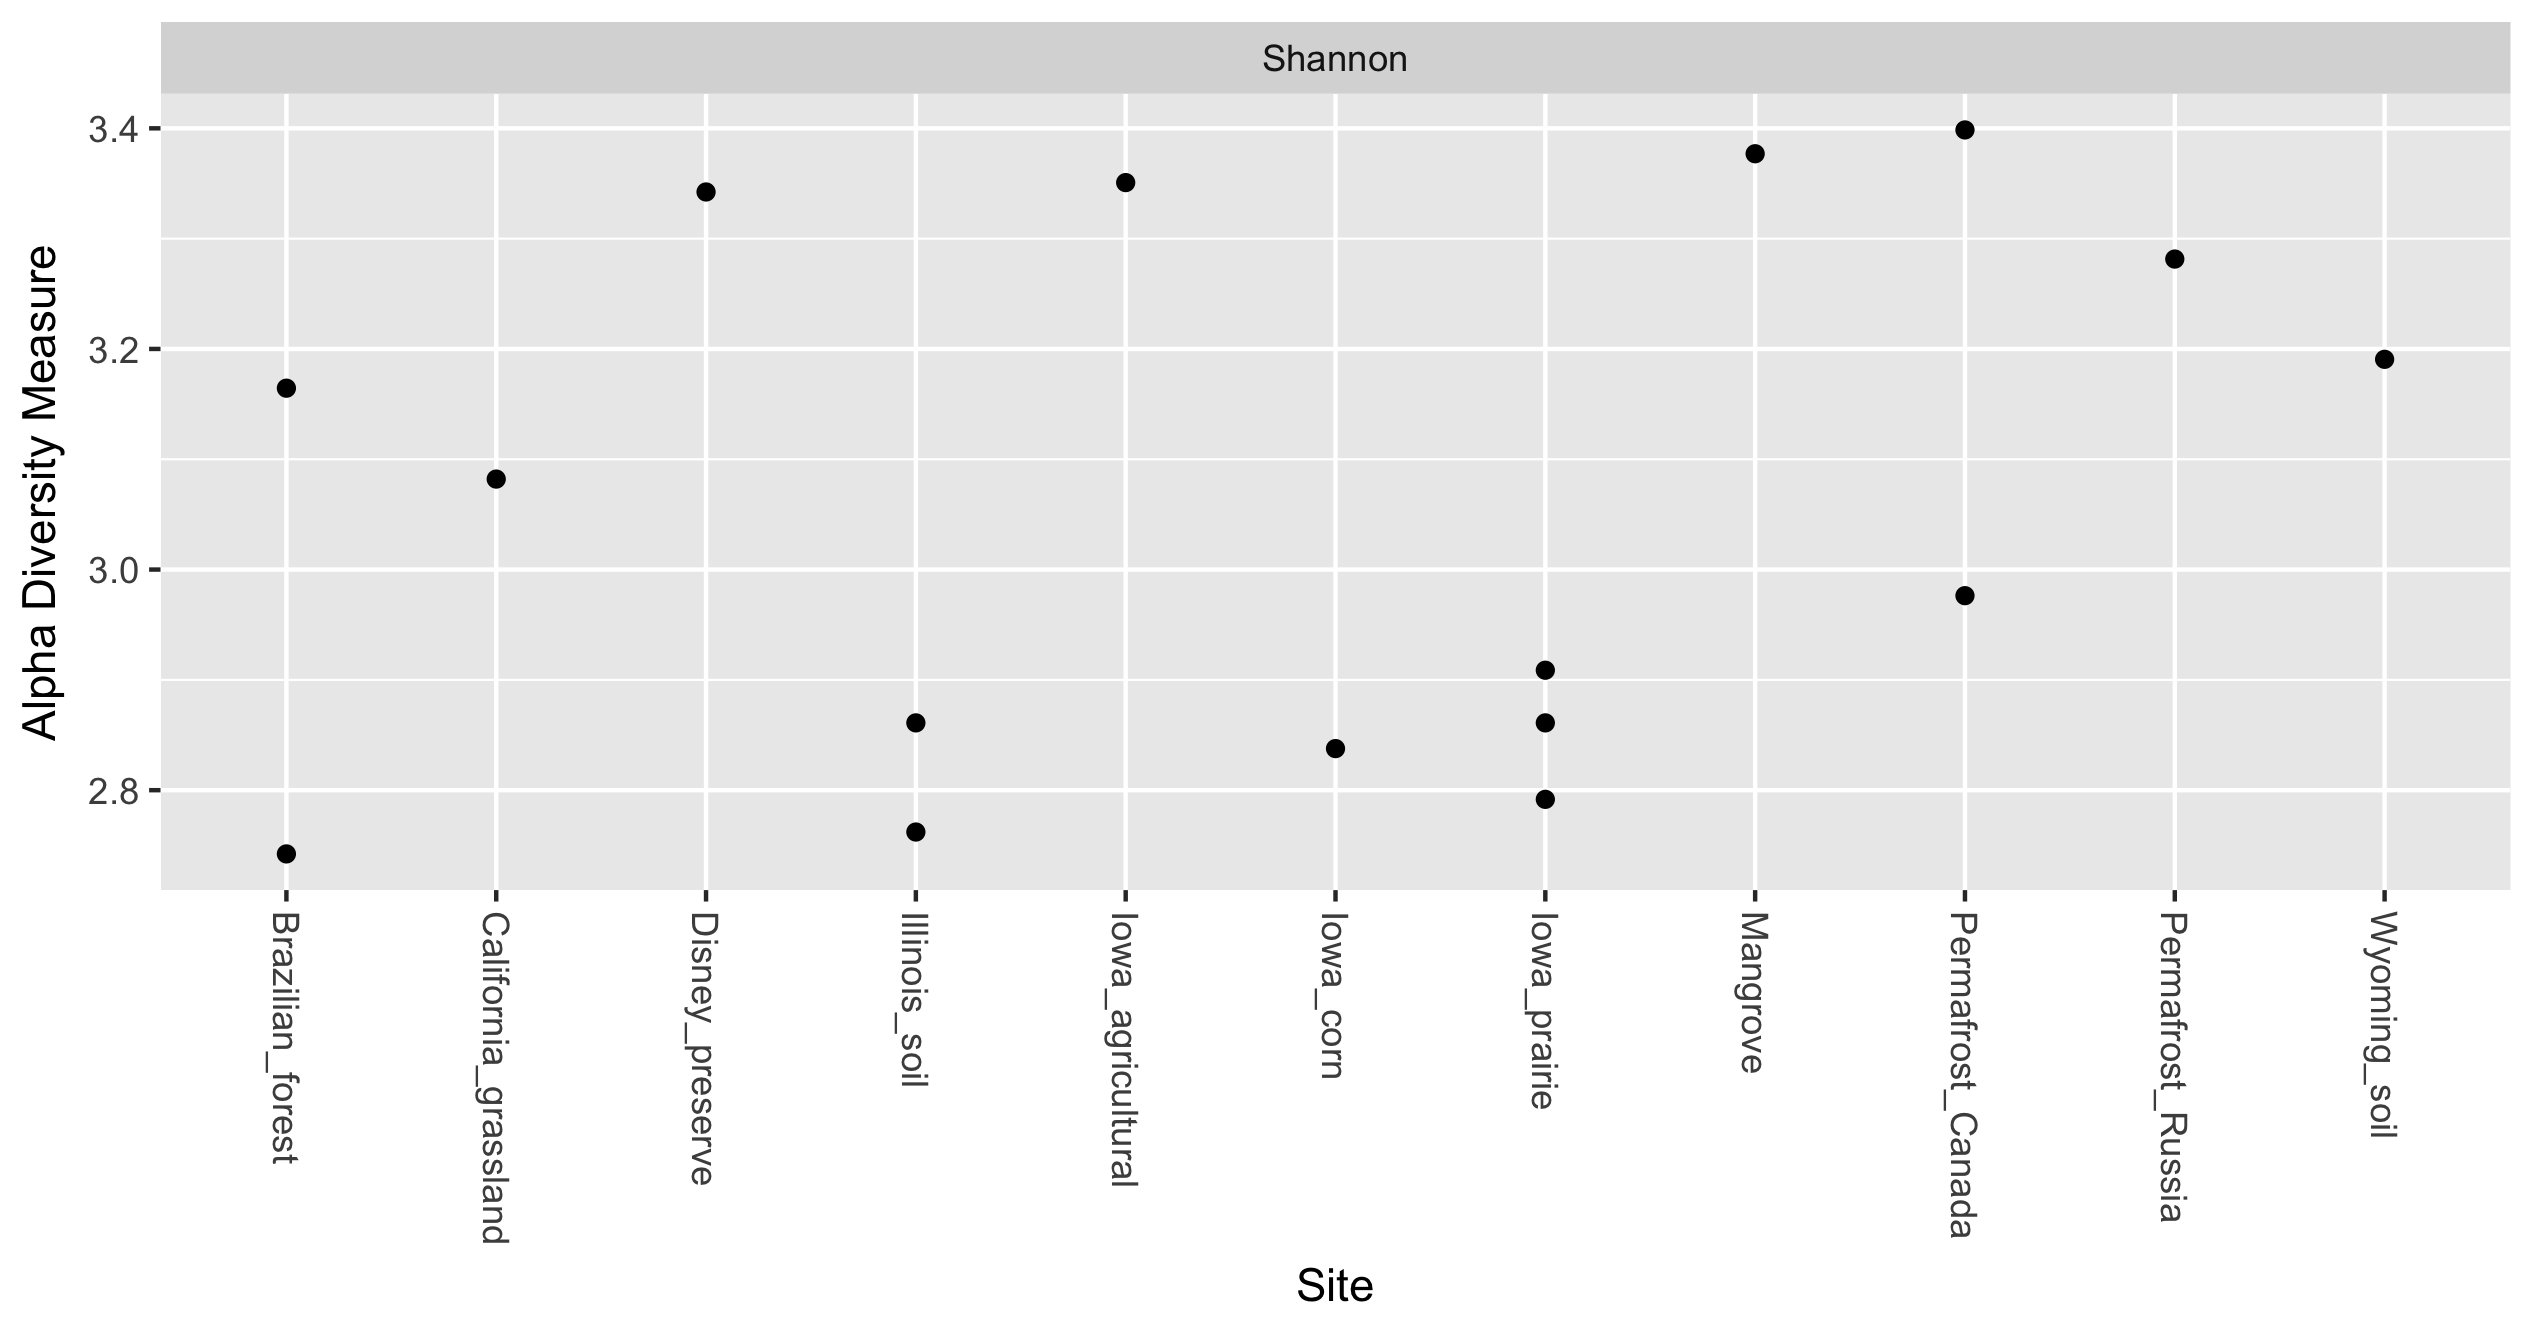 Shannon
Alpha Diversity Measure
3.4
3.2
3.0
2.8
Brazilian_forest
California_grassland
Disney_preserve
Illinois_soil
Iowa_agricultural
Iowa_corn
Iowa_prairie
Mangrove
Permafrost_Canada
Permafrost_Russia
Wyoming_soil
Site